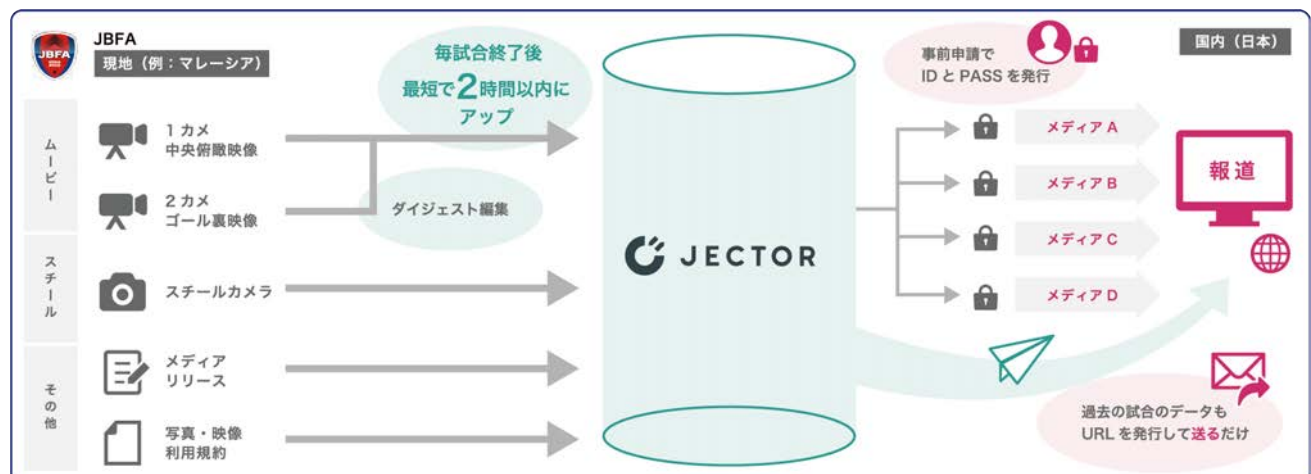 JBFA
JBFA
現地（例：マレーシア）
毎試合終了後
最短で2時間以内に
アップ
事前申請で
ID と PASS を発行
国内（日本）
ムービー
1 カメ
中央俯瞰映像
2 カメ
ゴール裏映像
ダイジェスト編集
スチール
スチールカメラ
その他
メディア
リリース
写真・映像
利用規約
JECTOR
メディア A
メディア B
メディア C
メディア D
報道
過去の試合のデータも
URL を発行して送るだけ